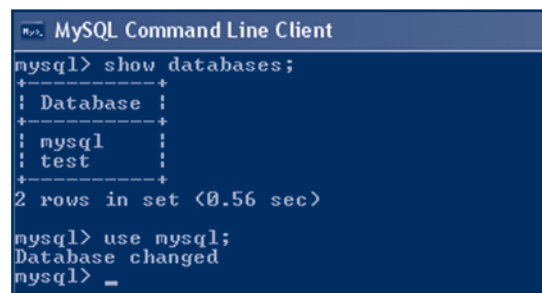 MySQL Command Line Client
mysql> show databases;
+----------+
| Database |
+----------+
| mysql    |
| test     |
+----------+
2 rows in set (0.56 sec)
mysql> use mysql;
Database changed
mysql> _